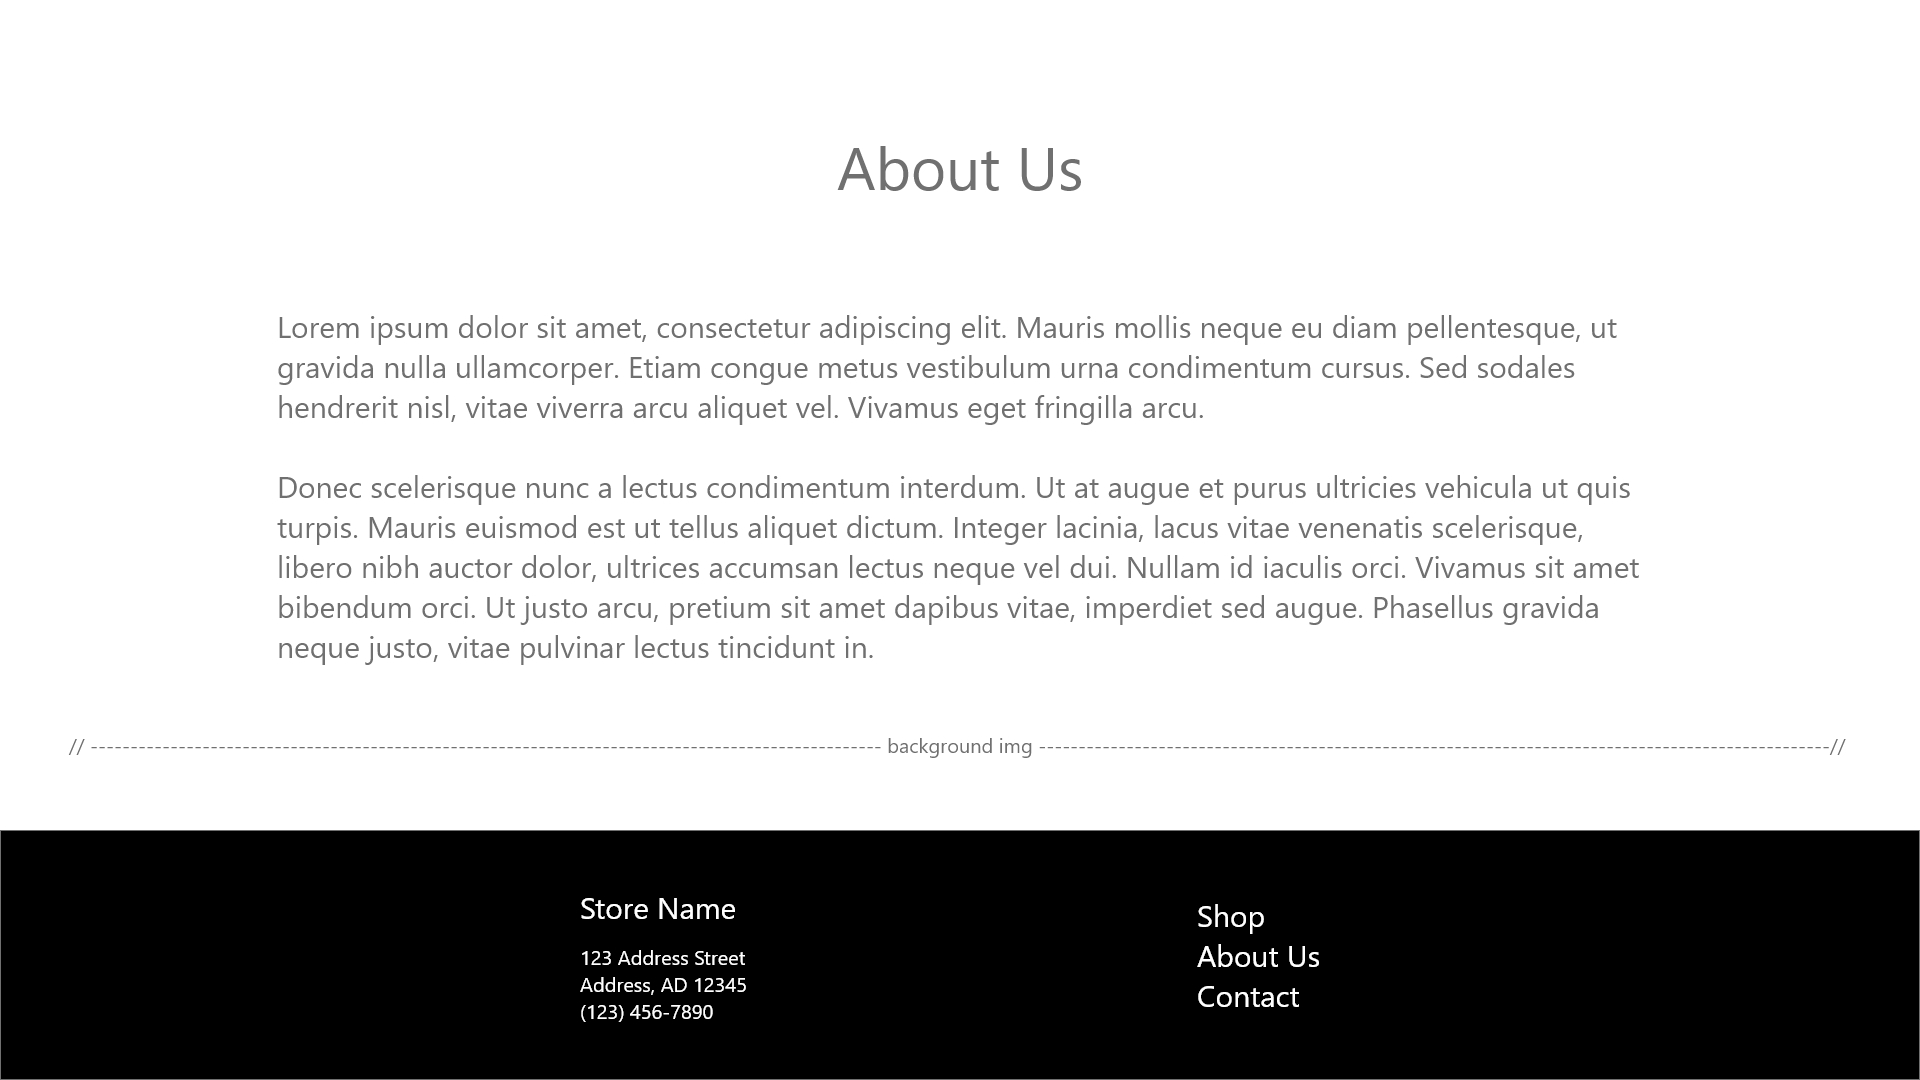 About Us
Lorem ipsum dolor sit amet, consectetur adipiscing elit. Mauris mollis neque eu diam pellentesque, ut
gravida nulla ullamcorper. Etiam congue metus vestibulum urna condimentum cursus. Sed sodales
hendrerit nisl, vitae viverra arcu aliquet vel. Vivamus eget fringilla arcu.
Donec scelerisque nunc a lectus condimentum interdum. Ut at augue et purus ultricies vehicula ut quis
turpis. Mauris euismod est ut tellus aliquet dictum. Integer lacinia, lacus vitae venenatis scelerisque,
libero nibh auctor dolor, ultrices accumsan lectus neque vel dui. Nullam id iaculis orci. Vivamus sit amet
bibendum orci. Ut justo arcu, pretium sit amet dapibus vitae, imperdiet sed augue. Phasellus gravida
neque justo, vitae pulvinar lectus tincidunt in.
// --------------------------------------------------------------------------------------------------- background img ---------------------------------------------------------------------------------------------------//
Store Name
123 Address Street
Address, AD 12345
(123) 456-7890
Shop
About Us
Contact